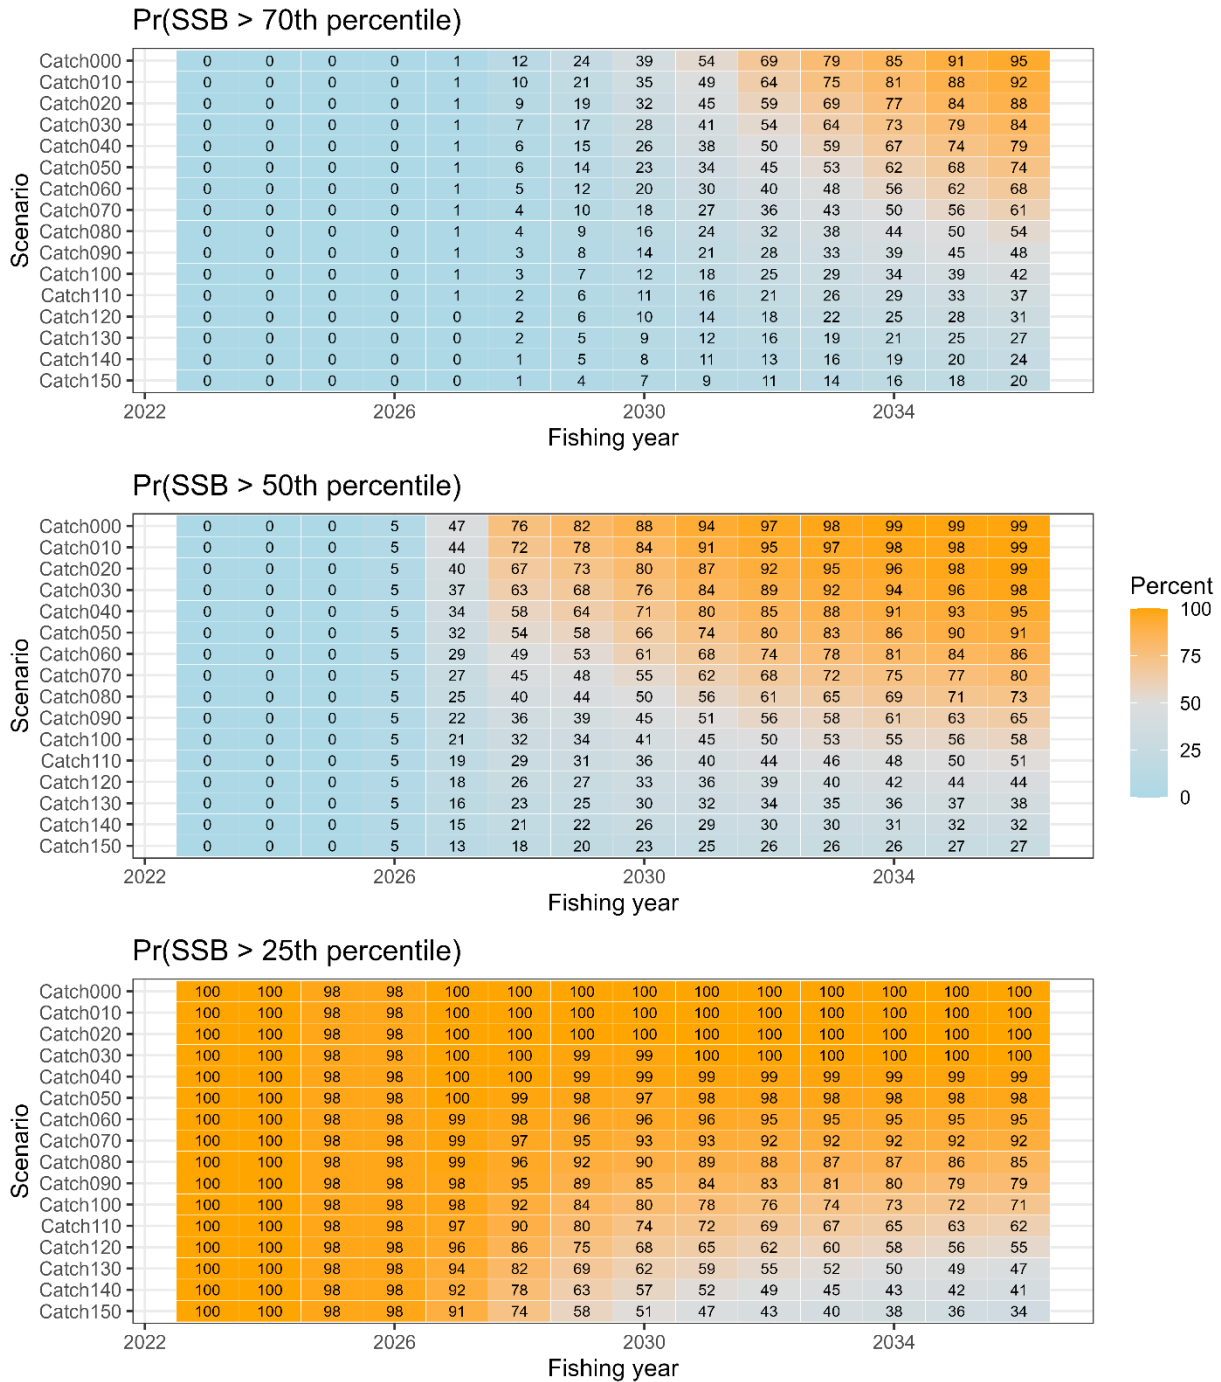 Pr(SSB > 70th percentile)
Scenario
Catch000 0 0 0 0 1 12 24 39 54 69 79 85 91 95
Catch010 0 0 0 0 1 10 21 35 49 64 75 81 88 92
Catch020 0 0 0 0 1 9 19 32 45 59 69 77 84 88
Catch030 0 0 0 0 1 7 17 28 41 54 64 73 79 84
Catch040 0 0 0 0 1 6 15 26 38 50 59 67 74 79
Catch050 0 0 0 0 1 6 14 23 34 45 53 62 68 74
Catch060 0 0 0 0 1 5 12 20 30 40 48 56 62 68
Catch070 0 0 0 0 1 4 10 18 27 36 43 50 56 61
Catch080 0 0 0 0 1 4 9 16 24 32 38 44 50 54
Catch090 0 0 0 0 1 3 8 14 21 28 33 39 45 48
Catch100 0 0 0 0 1 3 7 12 18 25 29 34 39 42
Catch110 0 0 0 0 1 2 6 11 16 21 26 29 33 37
Catch120 0 0 0 0 0 2 6 10 14 18 22 25 28 31
Catch130 0 0 0 0 0 2 5 9 12 16 19 21 25 27
Catch140 0 0 0 0 0 1 5 8 11 13 16 19 20 24
Catch150 0 0 0 0 0 1 4 7 9 11 14 16 18 20
2022 2026 2030 2034
Fishing year
Pr(SSB > 50th percentile)
Scenario
Catch000 0 0 0 5 47 76 82 88 94 97 98 99 99 99
Catch010 0 0 0 5 44 72 78 84 91 95 97 98 98 99
Catch020 0 0 0 5 40 67 73 80 87 92 95 96 98 99
Catch030 0 0 0 5 37 63 68 76 84 89 92 94 96 98
Catch040 0 0 0 5 34 58 64 71 80 85 88 91 93 95
Catch050 0 0 0 5 32 54 58 66 74 80 83 86 90 91
Catch060 0 0 0 5 29 49 53 61 68 74 78 81 84 86
Catch070 0 0 0 5 27 45 48 55 62 68 72 75 77 80
Catch080 0 0 0 5 25 40 44 50 56 61 65 69 71 73
Catch090 0 0 0 5 22 36 39 45 51 56 58 61 63 65
Catch100 0 0 0 5 21 32 34 41 45 50 53 55 56 58
Catch110 0 0 0 5 19 29 31 36 40 44 46 48 50 51
Catch120 0 0 0 5 18 26 27 33 36 39 40 42 44 44
Catch130 0 0 0 5 16 23 25 30 32 34 35 36 37 38
Catch140 0 0 0 5 15 21 22 26 29 30 30 31 32 32
Catch150 0 0 0 5 13 18 20 23 25 26 26 26 27 27
2022 2026 2030 2034
Fishing year
Percent
100
75
50
25
0
Pr(SSB > 25th percentile)
Scenario
Catch000 100 100 98 98 100 100 100 100 100 100 100 100 100 100
Catch010 100 100 98 98 100 100 100 100 100 100 100 100 100 100
Catch020 100 100 98 98 100 100 100 100 100 100 100 100 100 100
Catch030 100 100 98 98 100 100 99 99 100 100 100 100 100 100
Catch040 100 100 98 98 100 100 99 99 99 99 99 99 99 99
Catch050 100 100 98 98 100 99 98 97 98 98 98 98 98 98
Catch060 100 100 98 98 99 98 96 96 96 95 95 95 95 95
Catch070 100 100 98 98 99 97 95 93 93 92 92 92 92 92
Catch080 100 100 98 98 99 96 92 90 89 88 87 87 86 85
Catch090 100 100 98 98 98 95 89 85 84 83 81 80 79 79
Catch100 100 100 98 98 98 92 84 80 78 76 74 73 72 71
Catch110 100 100 98 98 97 90 80 74 72 69 67 65 63 62
Catch120 100 100 98 98 96 86 75 68 65 62 60 58 56 55
Catch130 100 100 98 98 94 82 69 62 59 55 52 50 49 47
Catch140 100 100 98 98 92 78 63 57 52 49 45 43 42 41
Catch150 100 100 98 98 91 74 58 51 47 43 40 38 36 34
2022 2026 2030 2034
Fishing year